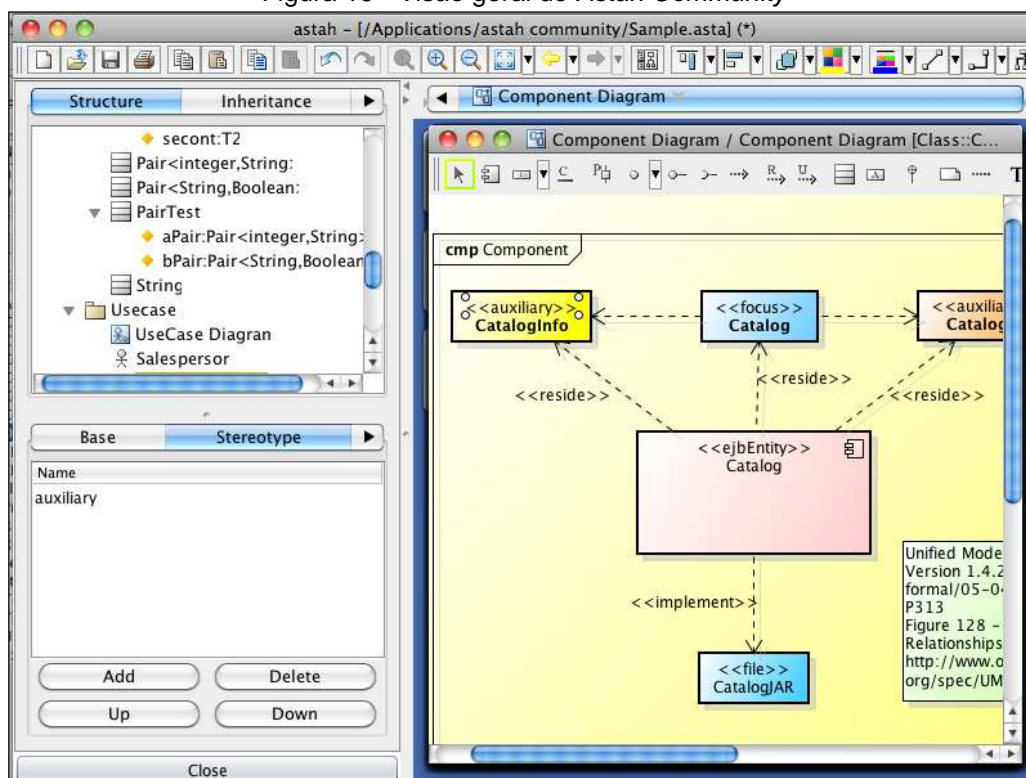 Figura 10 - Visão geral do Astah Community
astah – [/Applications/astah community/Sample.asta] (*)
Structure
Inheritance
secont:T2
Pair<integer,String:
Pair<String,Boolean:
PairTest
aPair:Pair<integer,String>
bPair:Pair<String,Boolean
String
Usecase
UseCase Diagran
Salespersor
Base
Stereotype
Name
auxiliary
Add
Delete
Up
Down
Close
Component Diagram
Component Diagram / Component Diagram [Class::C...
cmp Component
<<auxiliary>>
CatalogInfo
<<focus>>
Catalog
<<auxilia
Catalog
<<reside>>
<<reside>>
<<reside>>
<<ejbEntity>>
Catalog
<<implement>>
<<file>>
CatalogJAR
Unified Mode
Version 1.4.2
formal/05-04
P313
Figure 128 –
Relationships
http://www.o
org/spec/UM